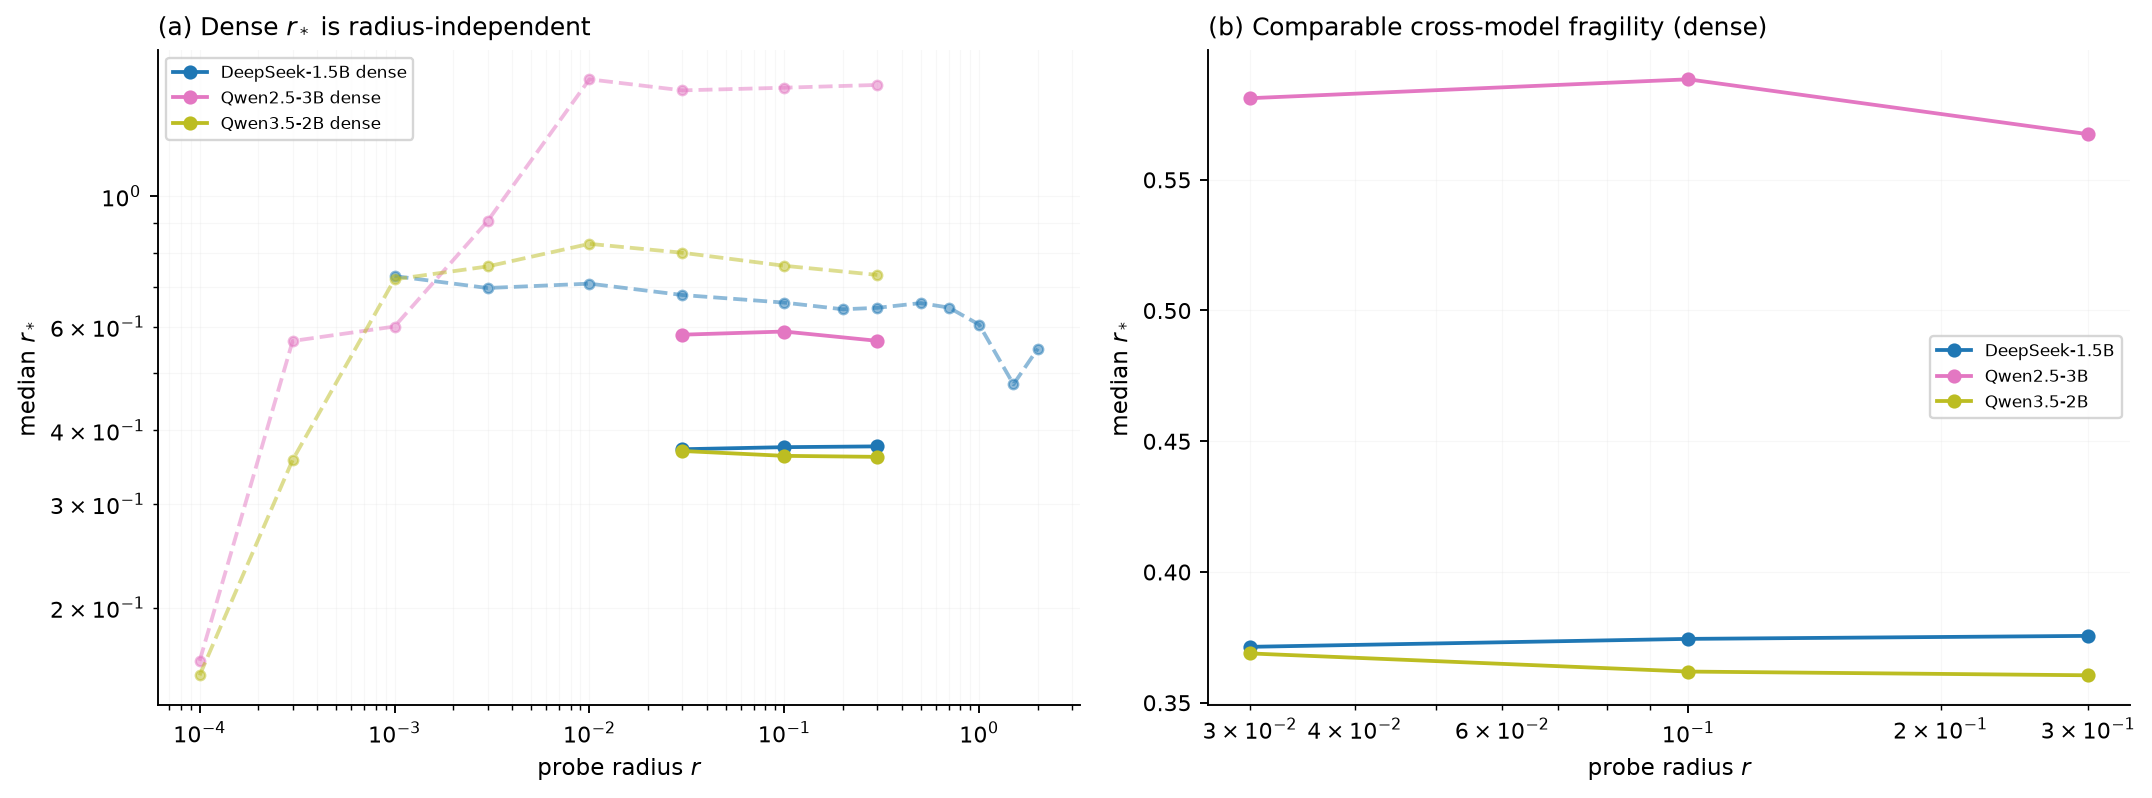 (a) Dense r* is radius-independent
DeepSeek-1.5B dense
Qwen2.5-3B dense
Qwen3.5-2B dense
10⁰
6 × 10⁻¹
4 × 10⁻¹
3 × 10⁻¹
2 × 10⁻¹
median r*
10⁻⁴ 10⁻³ 10⁻² 10⁻¹ 10⁰
probe radius r
(b) Comparable cross-model fragility (dense)
0.55
0.50
0.45
0.40
0.35
median r*
DeepSeek-1.5B
Qwen2.5-3B
Qwen3.5-2B
3 × 10⁻² 4 × 10⁻² 6 × 10⁻² 10⁻¹ 2 × 10⁻¹ 3 × 10⁻¹
probe radius r